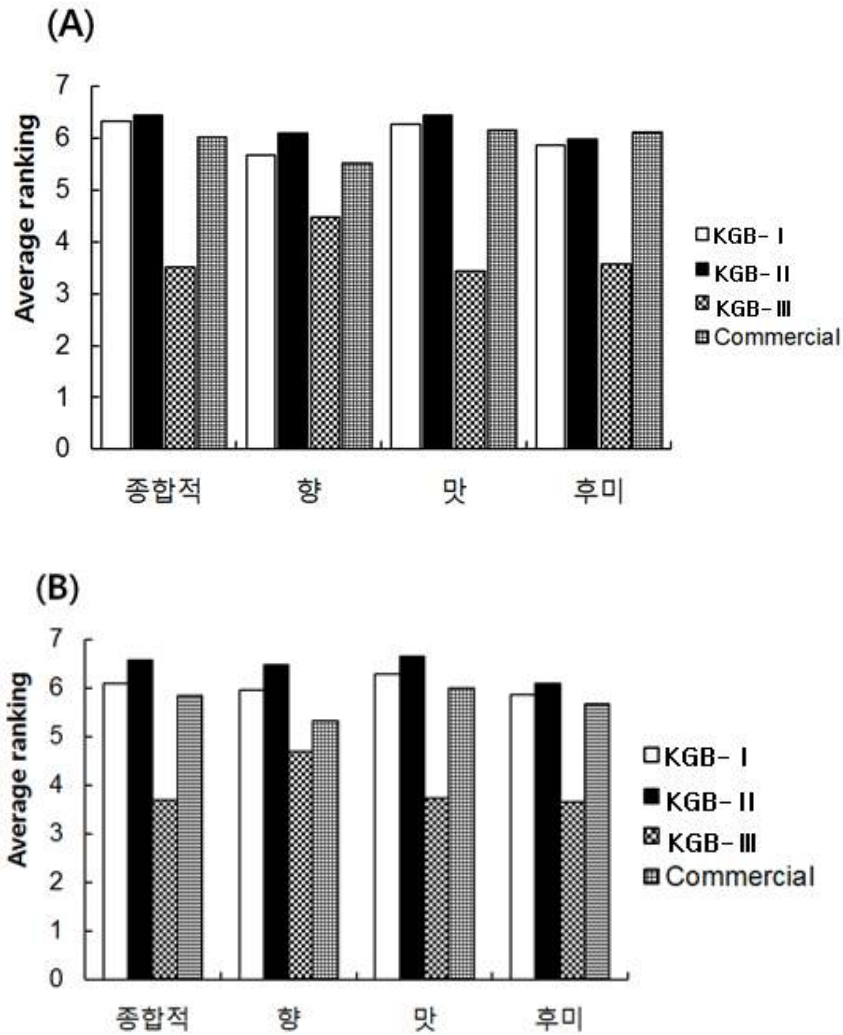 (A)
Average ranking
7
6
5
4
3
2
1
0
종합적 향 맛 후미
KGB-Ⅰ
KGB-Ⅱ
KGB-Ⅲ
Commercial
(B)
Average ranking
7
6
5
4
3
2
1
0
종합적 향 맛 후미
KGB-Ⅰ
KGB-Ⅱ
KGB-Ⅲ
Commercial